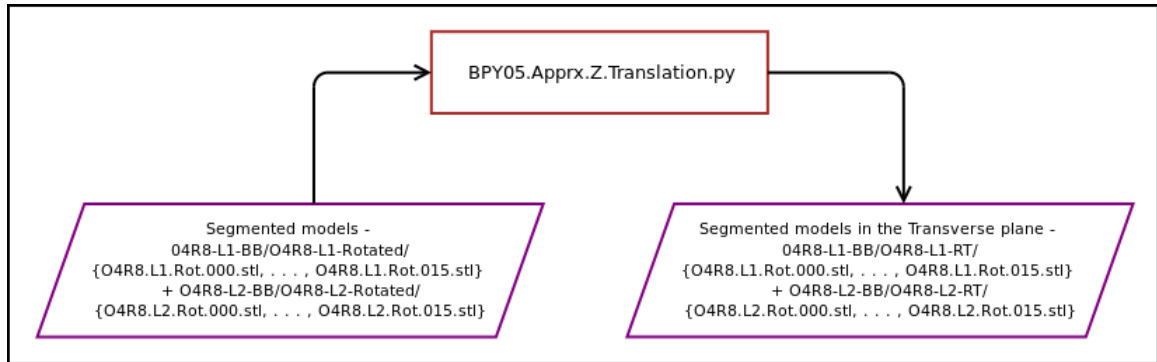 BPY05.Apprx.Z.Translation.py
Segmented models -
04R8-L1-BB/O4R8-L1-Rotated/
{O4R8.L1.Rot.000.stl, . . . , O4R8.L1.Rot.015.stl}
+ O4R8-L2-BB/O4R8-L2-Rotated/
{O4R8.L2.Rot.000.stl, . . . , O4R8.L2.Rot.015.stl}
Segmented models in the Transverse plane -
04R8-L1-BB/O4R8-L1-RT/
{O4R8.L1.Rot.000.stl, . . . , O4R8.L1.Rot.015.stl}
+ O4R8-L2-BB/O4R8-L2-RT/
{O4R8.L2.Rot.000.stl, . . . , O4R8.L2.Rot.015.stl}